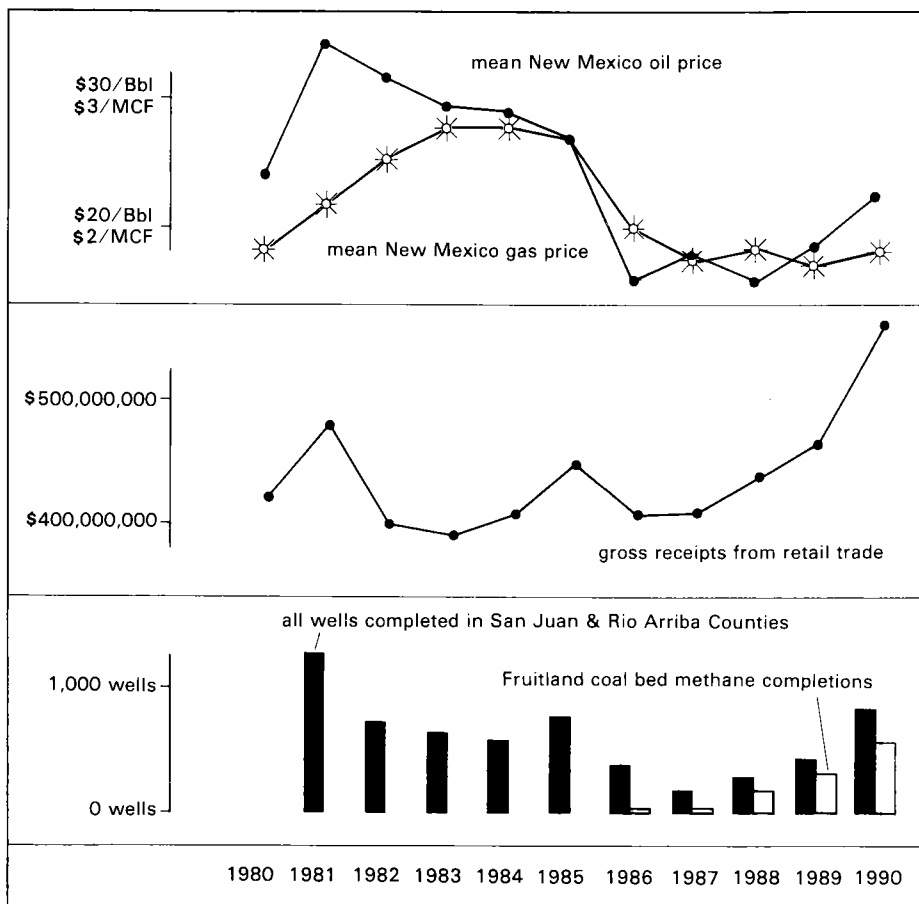 mean New Mexico oil price
$30/Bbl
$3/MCF
$20/Bbl
$2/MCF
mean New Mexico gas price
$500,000,000
$400,000,000
gross receipts from retail trade
all wells completed in San Juan & Rio Arriba Counties
1,000 wells
Fruitland coal bed methane completions
0 wells
1980 1981 1982 1983 1984 1985 1986 1987 1988 1989 1990